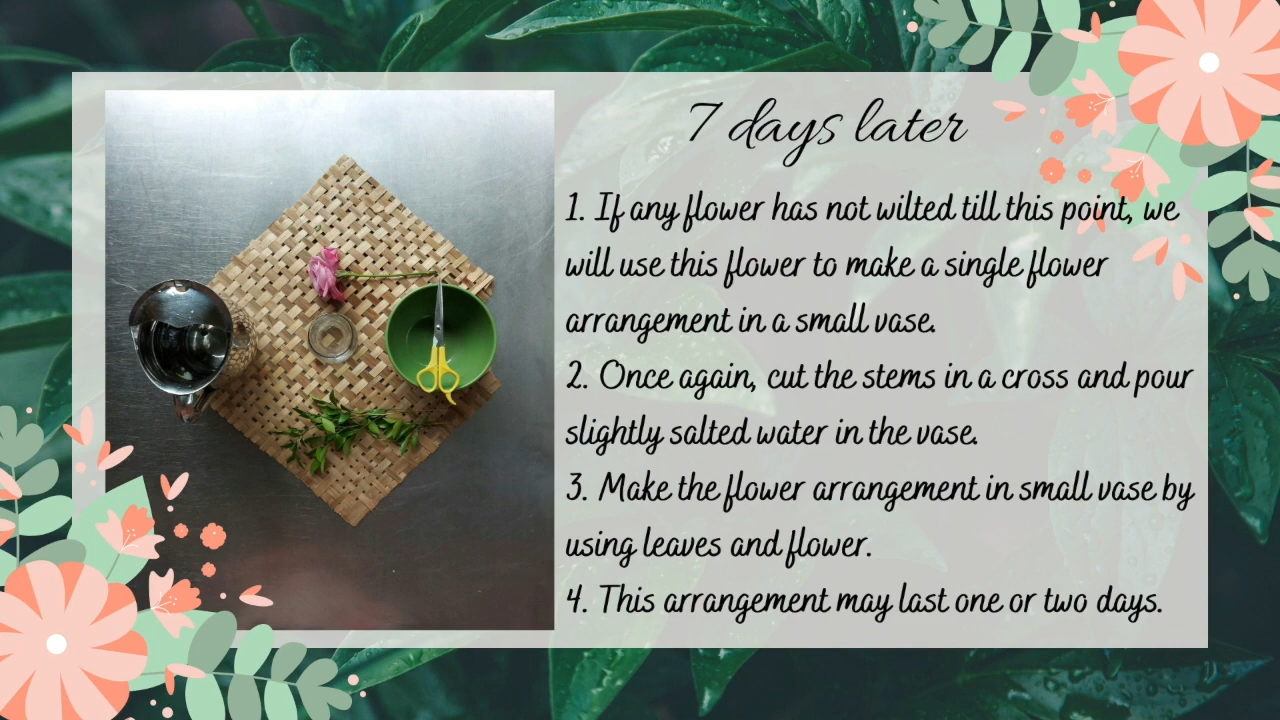 7 days later
1. If any flower has not wilted till this point, we
will use this flower to make a single flower
arrangement in a small vase.
2. Once again, cut the stems in a cross and pour
slightly salted water in the vase.
3. Make the flower arrangement in small vase by
using leaves and flower.
4. This arrangement may last one or two days.